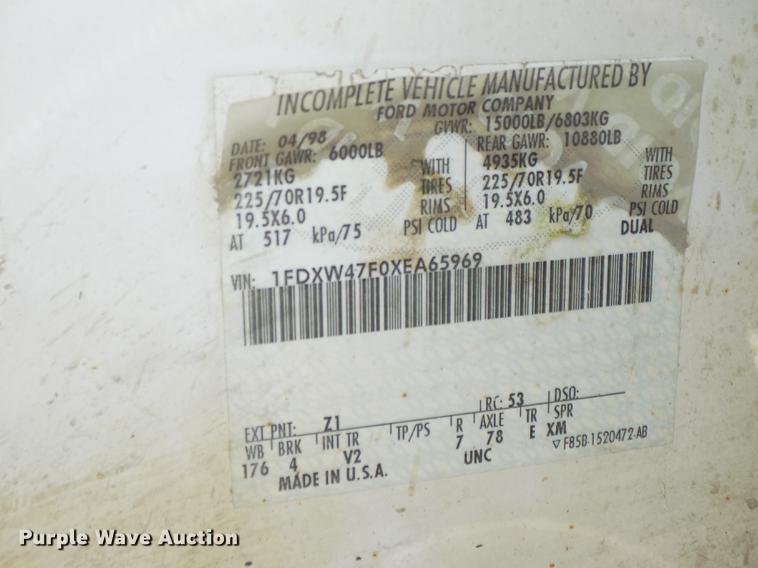 INCOMPLETE VEHICLE MANUFACTURED BY
FORD MOTOR COMPANY
DATE: 04/98 GVWR: 15000LB/6803KG
FRONT GAWR: 6000LB REAR GAWR: 10880LB
2721KG WITH 4935KG WITH
225/70R19.5F TIRES 225/70R19.5F TIRES
19.5X6.0 RIMS 19.5X6.0 RIMS
AT 517 kPa/75 PSI COLD AT 483 kPa/70 PSI COLD
DUAL
VIN: 1FDXW47F0XEA65969
EXT PNT: Z1 RC: 53 DSO:
WB BRK INT TR TP/PS R AXLE TR SPR
176 4 V2 7 78 E XM
UNC F85B-1520472-AB
MADE IN U.S.A.
Purple Wave Auction